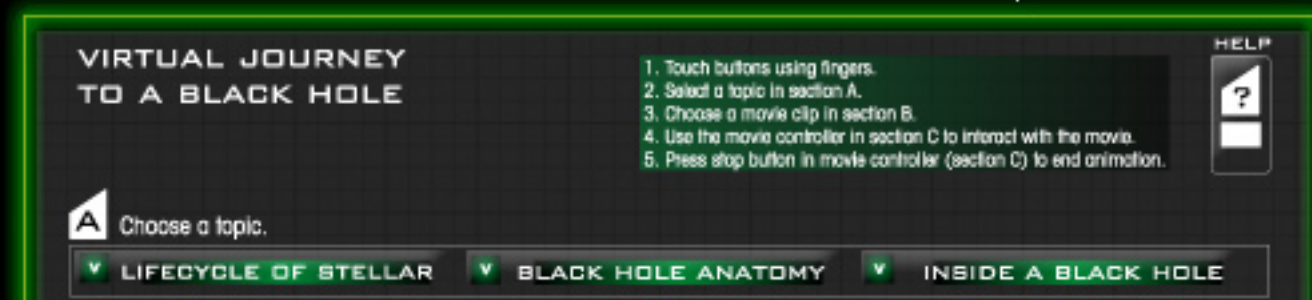 VIRTUAL JOURNEY
TO A BLACK HOLE
HELP
?
1. Touch buttons using fingers.
2. Select a topic in section A.
3. Choose a movie clip in section B.
4. Use the movie controller in section C to interact with the movie.
5. Press stop button in movie controller (section C) to end animation.
A Choose a topic.
v LIFECYCLE OF STELLAR v BLACK HOLE ANATOMY v INSIDE A BLACK HOLE